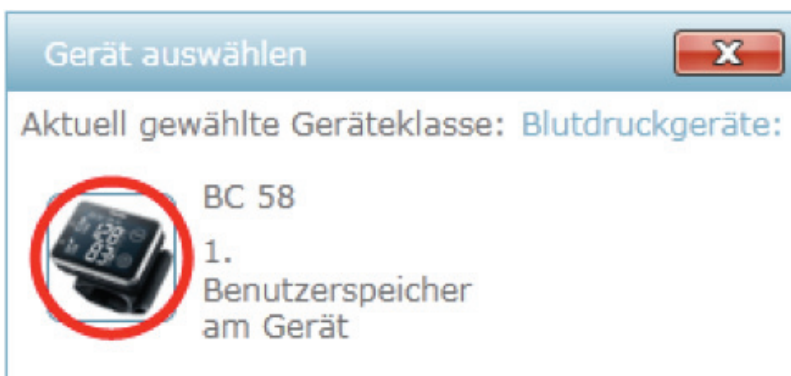 Gerät auswählen
Aktuell gewählte Geräteklasse: Blutdruckgeräte:
BC 58
1.
Benutzerspeicher
am Gerät